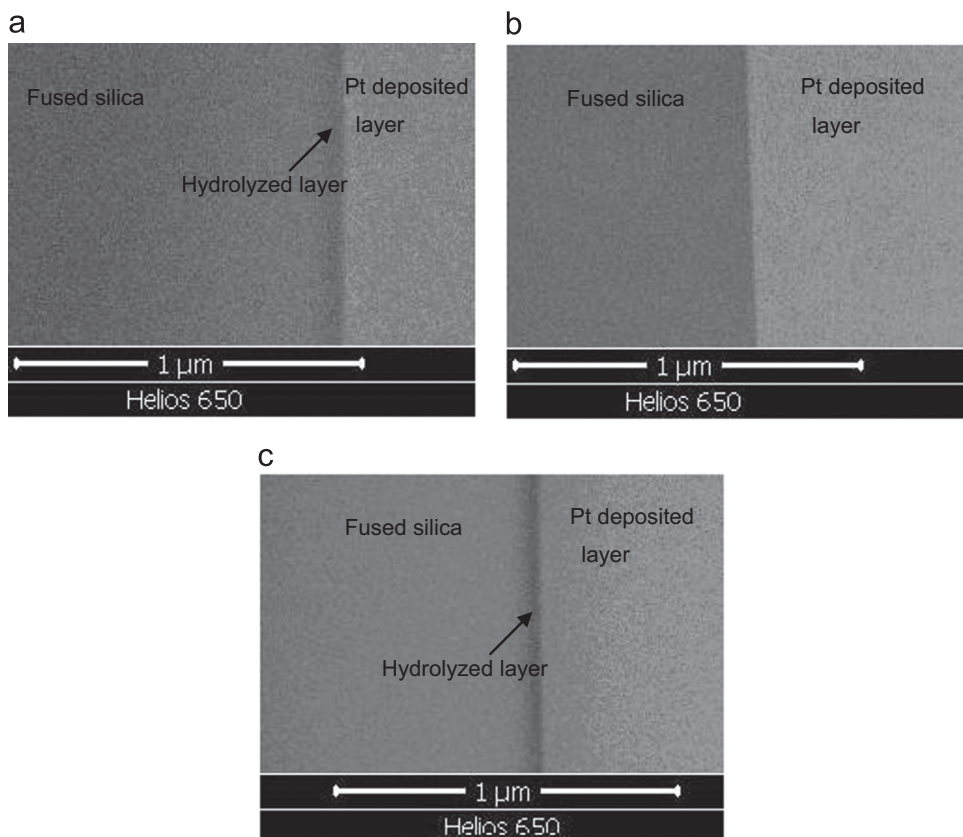 a
Fused silica
Pt deposited
layer
Hydrolyzed layer
1 µm
Helios 650
b
Fused silica
Pt deposited
layer
1 µm
Helios 650
c
Fused silica
Pt deposited
layer
Hydrolyzed layer
1 µm
Helios 650